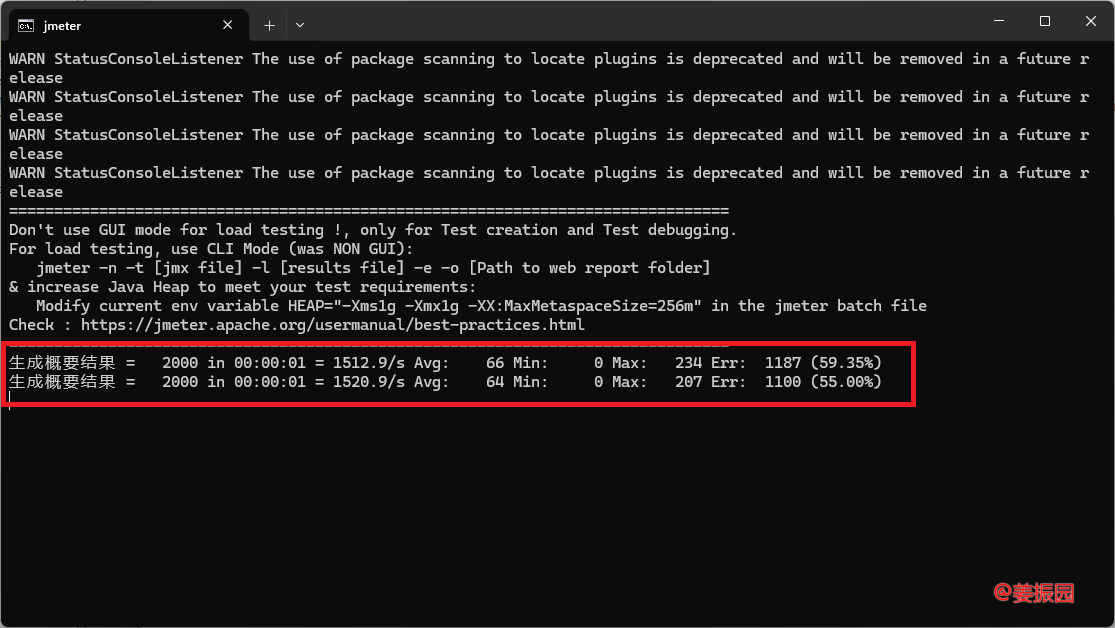 jmeter
WARN StatusConsoleListener The use of package scanning to locate plugins is deprecated and will be removed in a future r
elease
WARN StatusConsoleListener The use of package scanning to locate plugins is deprecated and will be removed in a future r
elease
WARN StatusConsoleListener The use of package scanning to locate plugins is deprecated and will be removed in a future r
elease
WARN StatusConsoleListener The use of package scanning to locate plugins is deprecated and will be removed in a future r
elease
================================================================================
Don't use GUI mode for load testing !, only for Test creation and Test debugging.
For load testing, use CLI Mode (was NON GUI):
   jmeter -n -t [jmx file] -l [results file] -e -o [Path to web report folder]
& increase Java Heap to meet your test requirements:
   Modify current env variable HEAP="-Xms1g -Xmx1g -XX:MaxMetaspaceSize=256m" in the jmeter batch file
Check : https://jmeter.apache.org/usermanual/best-practices.html
================================================================================
生成概要结果 =   2000 in 00:00:01 = 1512.9/s Avg:    66 Min:     0 Max:   234 Err:  1187 (59.35%)
生成概要结果 =   2000 in 00:00:01 = 1520.9/s Avg:    64 Min:     0 Max:   207 Err:  1100 (55.00%)
@姜振园